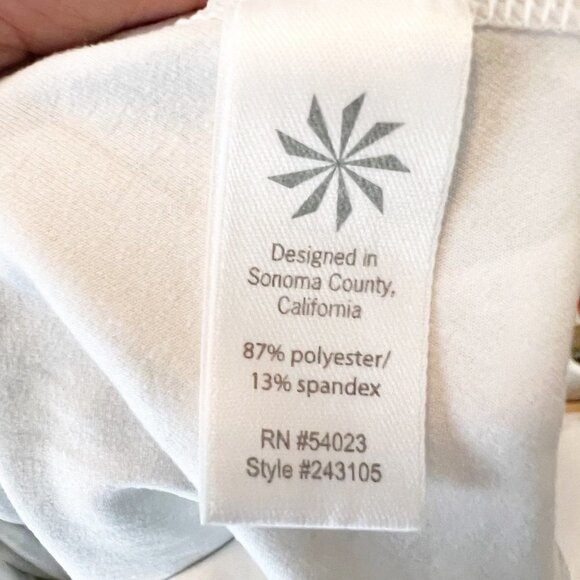 Designed in
Sonoma County,
California
87% polyester/
13% spandex
RN #54023
Style #243105